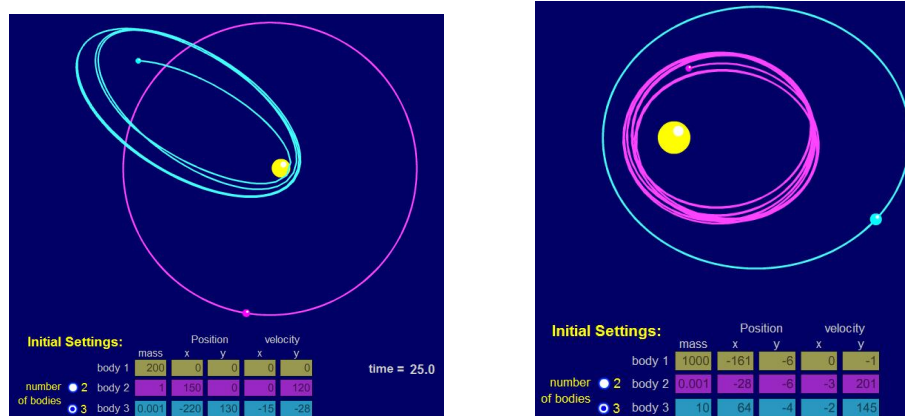 Initial Settings:
Position velocity
mass x y x y
body 1 200 0 0 0 0
time = 25.0
number of bodies
2
3
body 2 1 150 0 0 120
body 3 0.001 -220 130 -15 -28
Initial Settings:
Position velocity
mass x y x y
body 1 1000 -161 -6 0 -1
number of bodies
2
3
body 2 0.001 -28 -6 -3 201
body 3 10 64 -4 -2 145